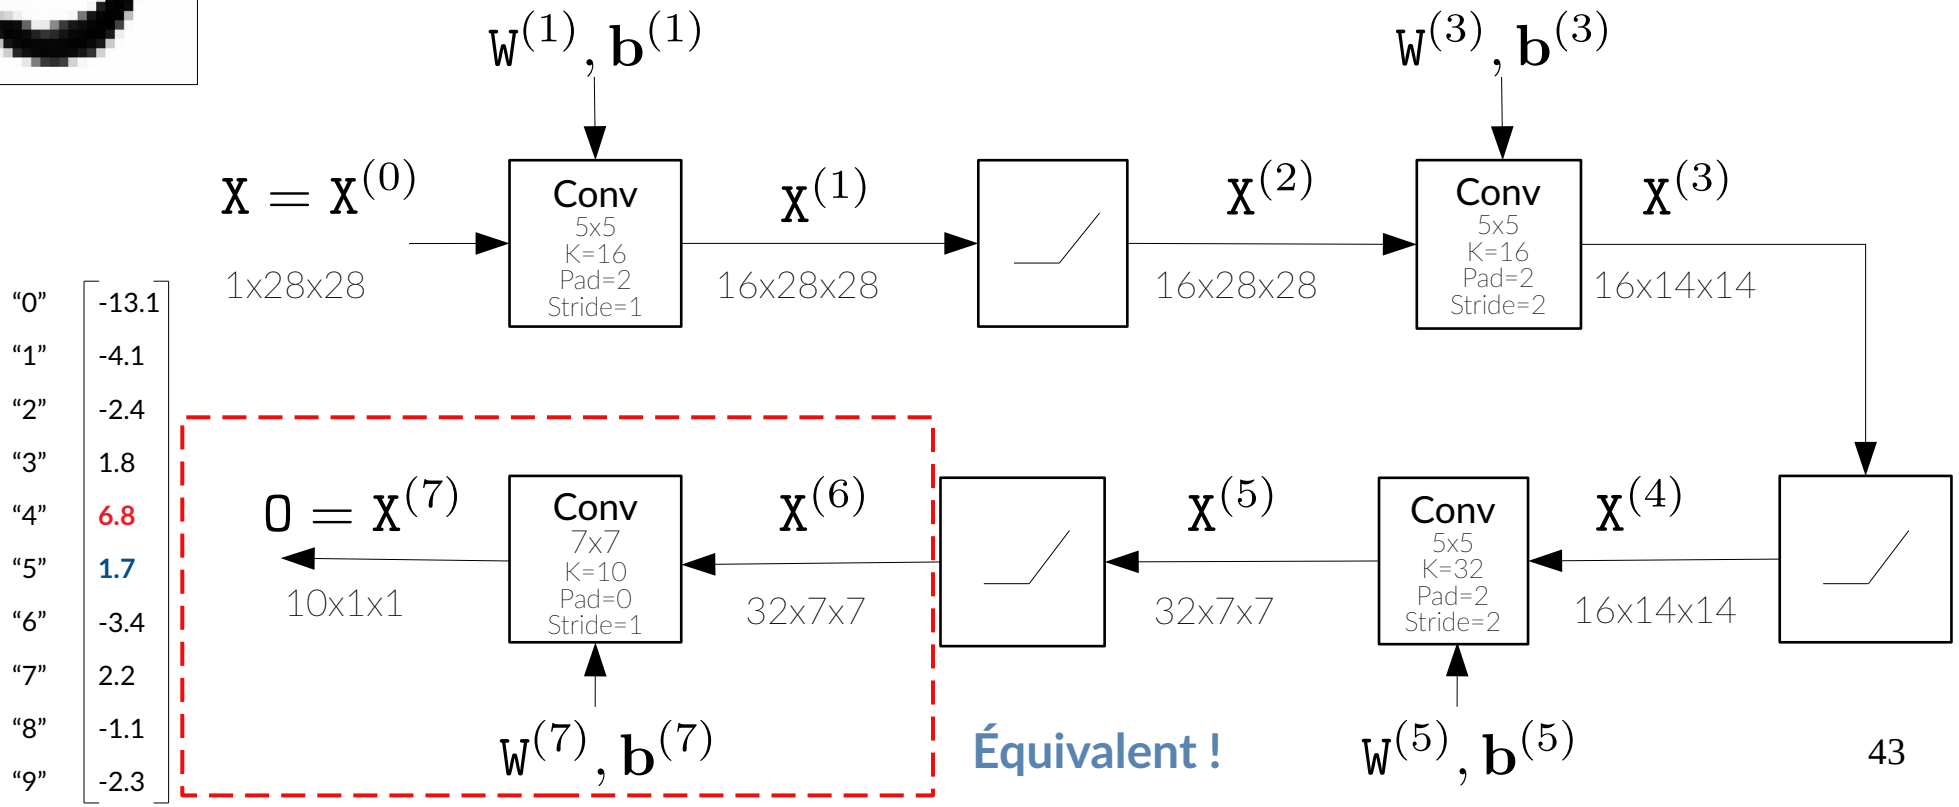 W^(1), b^(1)
W^(3), b^(3)
X = X^(0)
1x28x28
Conv
5x5
K=16
Pad=2
Stride=1
X^(1)
16x28x28
X^(2)
16x28x28
Conv
5x5
K=16
Pad=2
Stride=2
X^(3)
16x14x14
“0” -13.1
“1” -4.1
“2” -2.4
“3” 1.8
“4” 6.8
“5” 1.7
“6” -3.4
“7” 2.2
“8” -1.1
“9” -2.3
O = X^(7)
10x1x1
Conv
7x7
K=10
Pad=0
Stride=1
X^(6)
32x7x7
X^(5)
32x7x7
Conv
5x5
K=32
Pad=2
Stride=2
X^(4)
16x14x14
W^(7), b^(7)
Équivalent !
W^(5), b^(5)
43